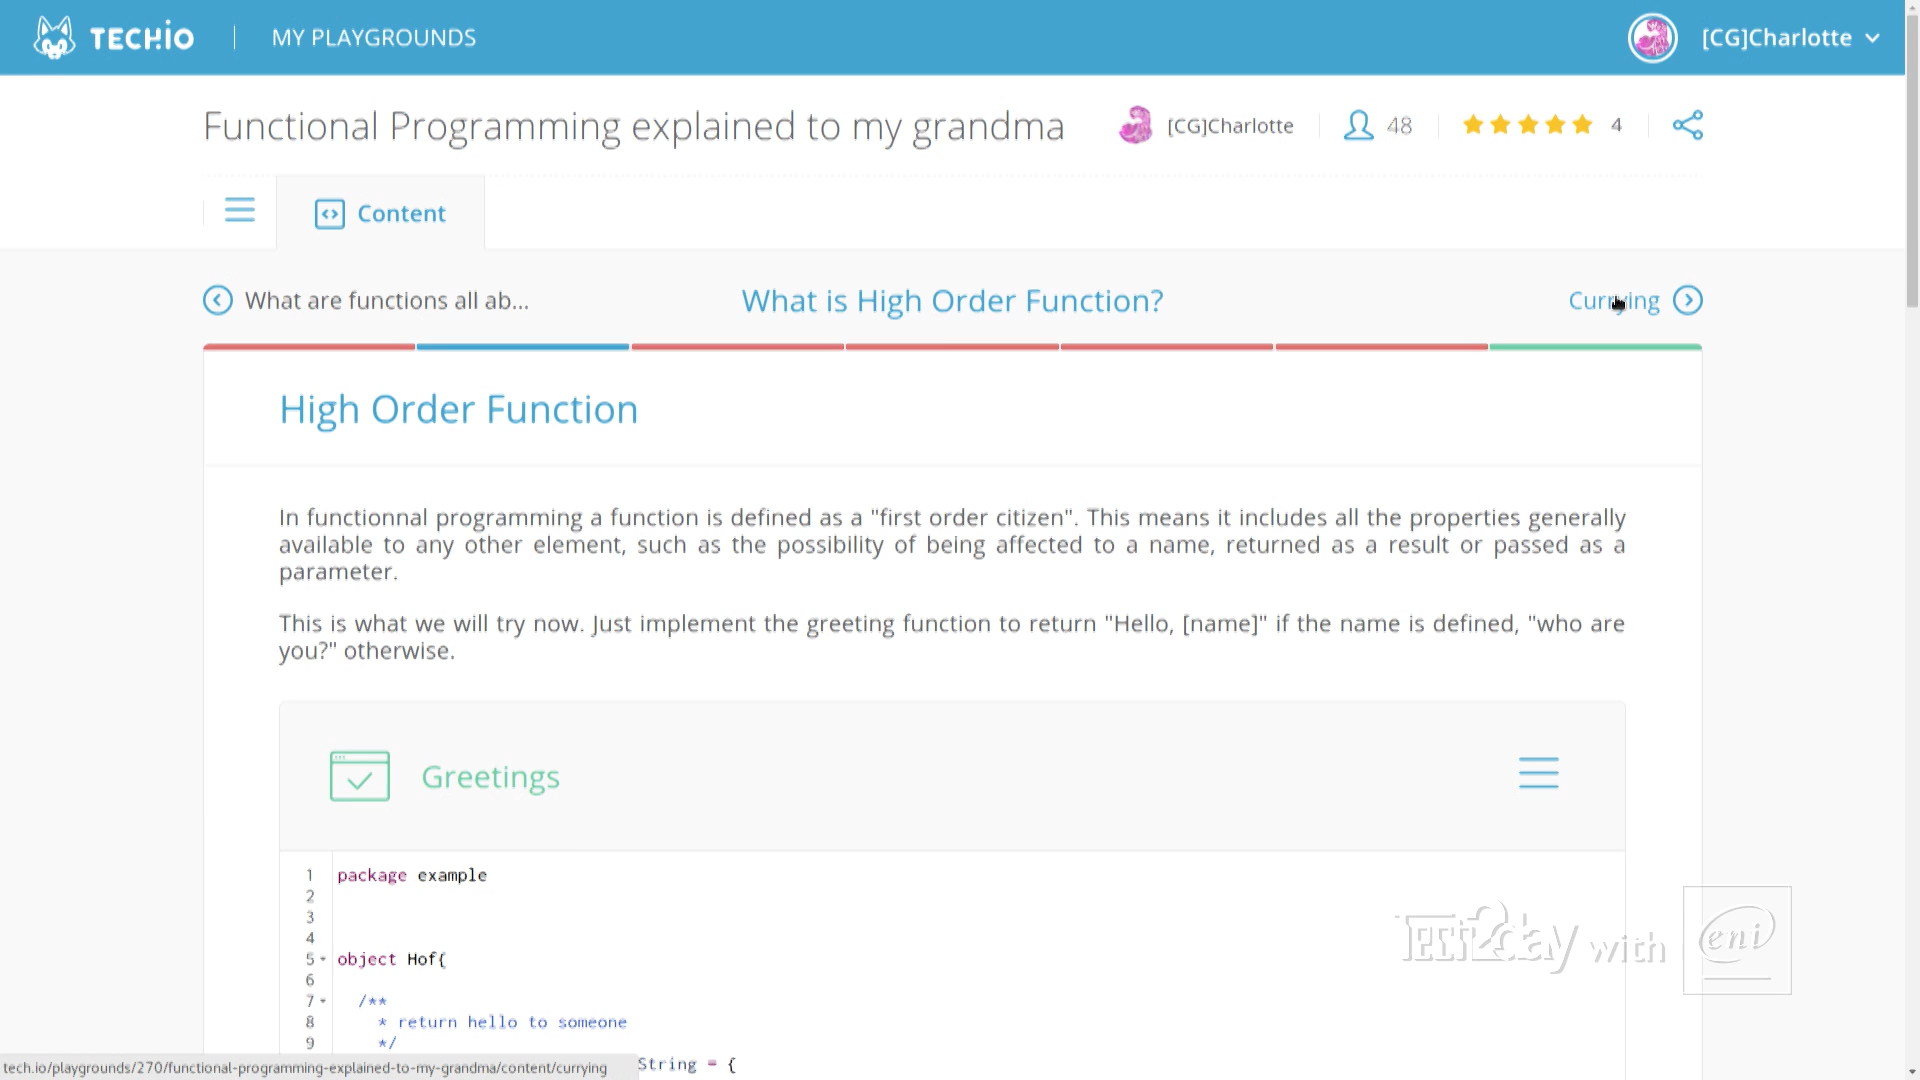 TECH.IO
MY PLAYGROUNDS
[CG]Charlotte
Functional Programming explained to my grandma
[CG]Charlotte
48
4
Content
What are functions all ab...
What is High Order Function?
Currying
High Order Function
In functionnal programming a function is defined as a "first order citizen". This means it includes all the properties generally
available to any other element, such as the possibility of being affected to a name, returned as a result or passed as a
parameter.
This is what we will try now. Just implement the greeting function to return "Hello, [name]" if the name is defined, "who are
you?" otherwise.
Greetings
1 package example
2
3
4
5 object Hof{
6
7 /**
8 * return hello to someone
9 */
String = {
tech.io/playgrounds/270/functional-programming-explained-to-my-grandma/content/currying
Tech2day with eni